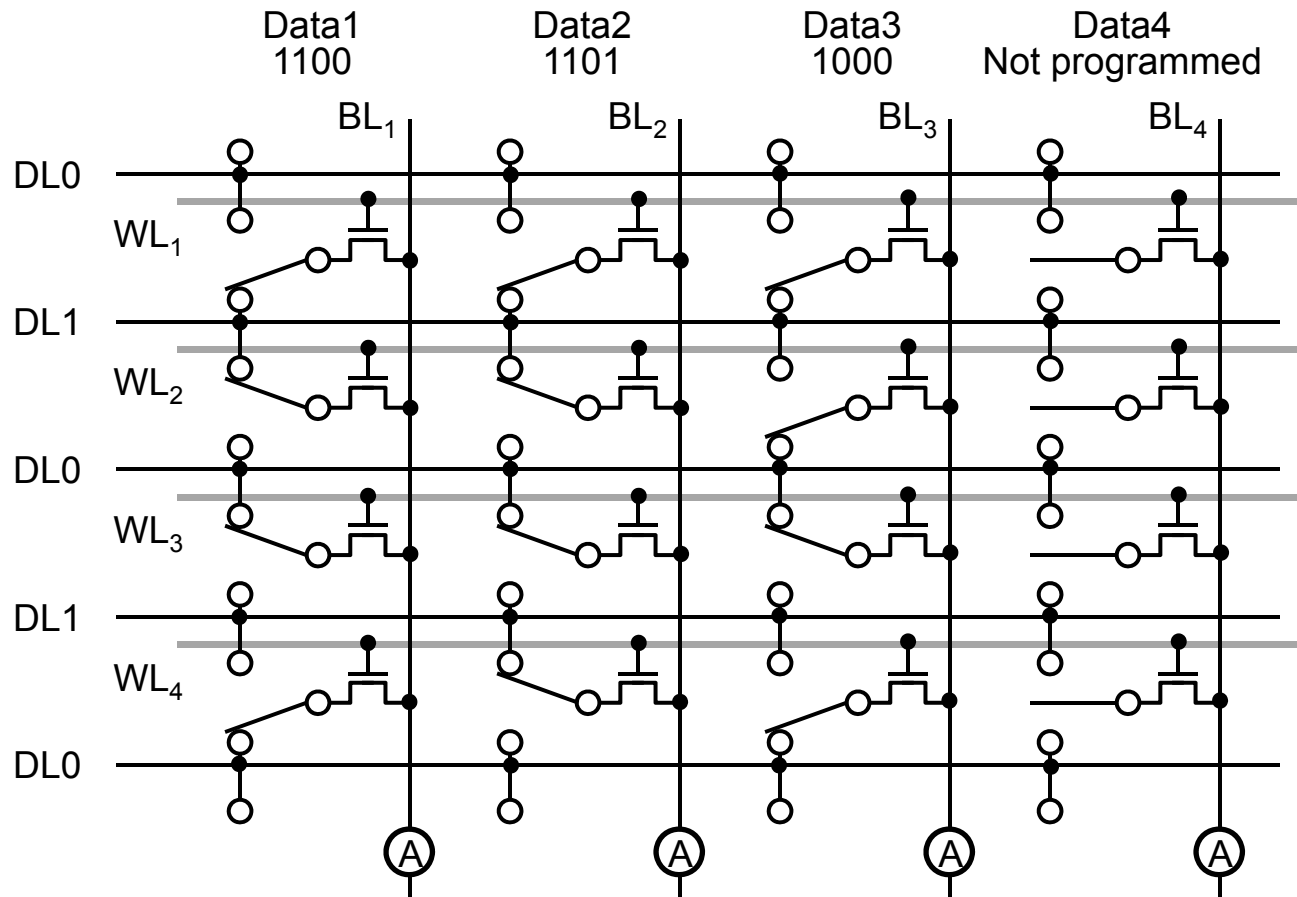 Data1
1100
Data2
1101
Data3
1000
Data4
Not programmed
BL1
BL2
BL3
BL4
DL0
WL1
DL1
WL2
DL0
WL3
DL1
WL4
DL0
A
A
A
A